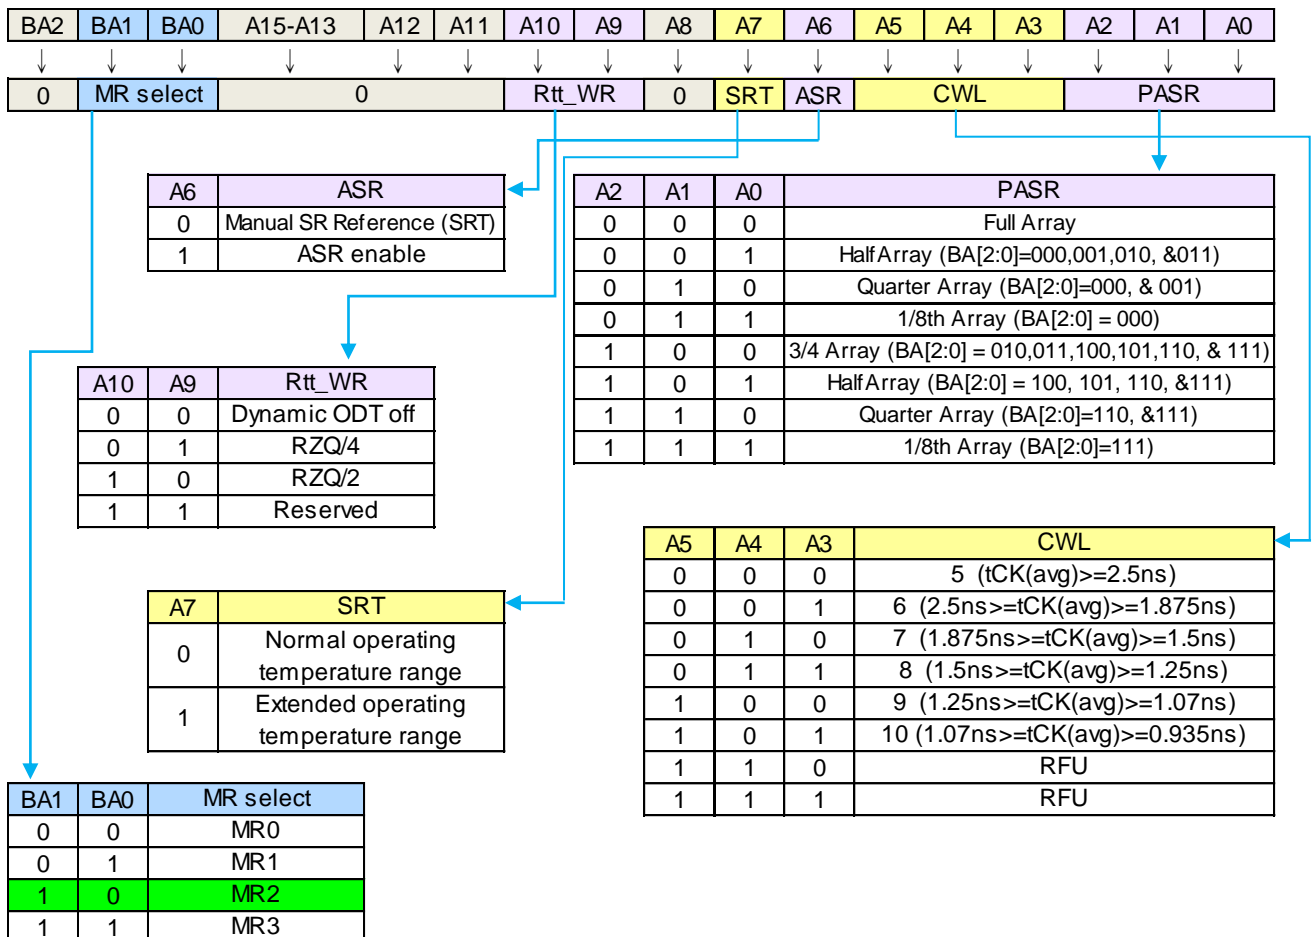 BA2 BA1 BA0 A15-A13 A12 A11 A10 A9 A8 A7 A6 A5 A4 A3 A2 A1 A0
0 MR select 0 Rtt_WR 0 SRT ASR CWL PASR
A6 ASR
0 Manual SR Reference (SRT)
1 ASR enable
A2 A1 A0 PASR
0 0 0 Full Array
0 0 1 HalfArray (BA[2:0]=000,001,010, &011)
0 1 0 Quarter Array (BA[2:0]=000, & 001)
0 1 1 1/8th Array (BA[2:0] = 000)
1 0 0 3/4 Array (BA[2:0] = 010,011,100,101,110, & 111)
1 0 1 HalfArray (BA[2:0] = 100, 101, 110, &111)
1 1 0 Quarter Array (BA[2:0]=110, &111)
1 1 1 1/8th Array (BA[2:0]=111)
A10 A9 Rtt_WR
0 0 Dynamic ODT off
0 1 RZQ/4
1 0 RZQ/2
1 1 Reserved
A5 A4 A3 CWL
0 0 0 5 (tCK(avg)>=2.5ns)
0 0 1 6 (2.5ns>=tCK(avg)>=1.875ns)
0 1 0 7 (1.875ns>=tCK(avg)>=1.5ns)
0 1 1 8 (1.5ns>=tCK(avg)>=1.25ns)
1 0 0 9 (1.25ns>=tCK(avg)>=1.07ns)
1 0 1 10 (1.07ns>=tCK(avg)>=0.935ns)
1 1 0 RFU
1 1 1 RFU
A7 SRT
0 Normal operating
temperature range
1 Extended operating
temperature range
BA1 BA0 MR select
0 0 MR0
0 1 MR1
1 0 MR2
1 1 MR3